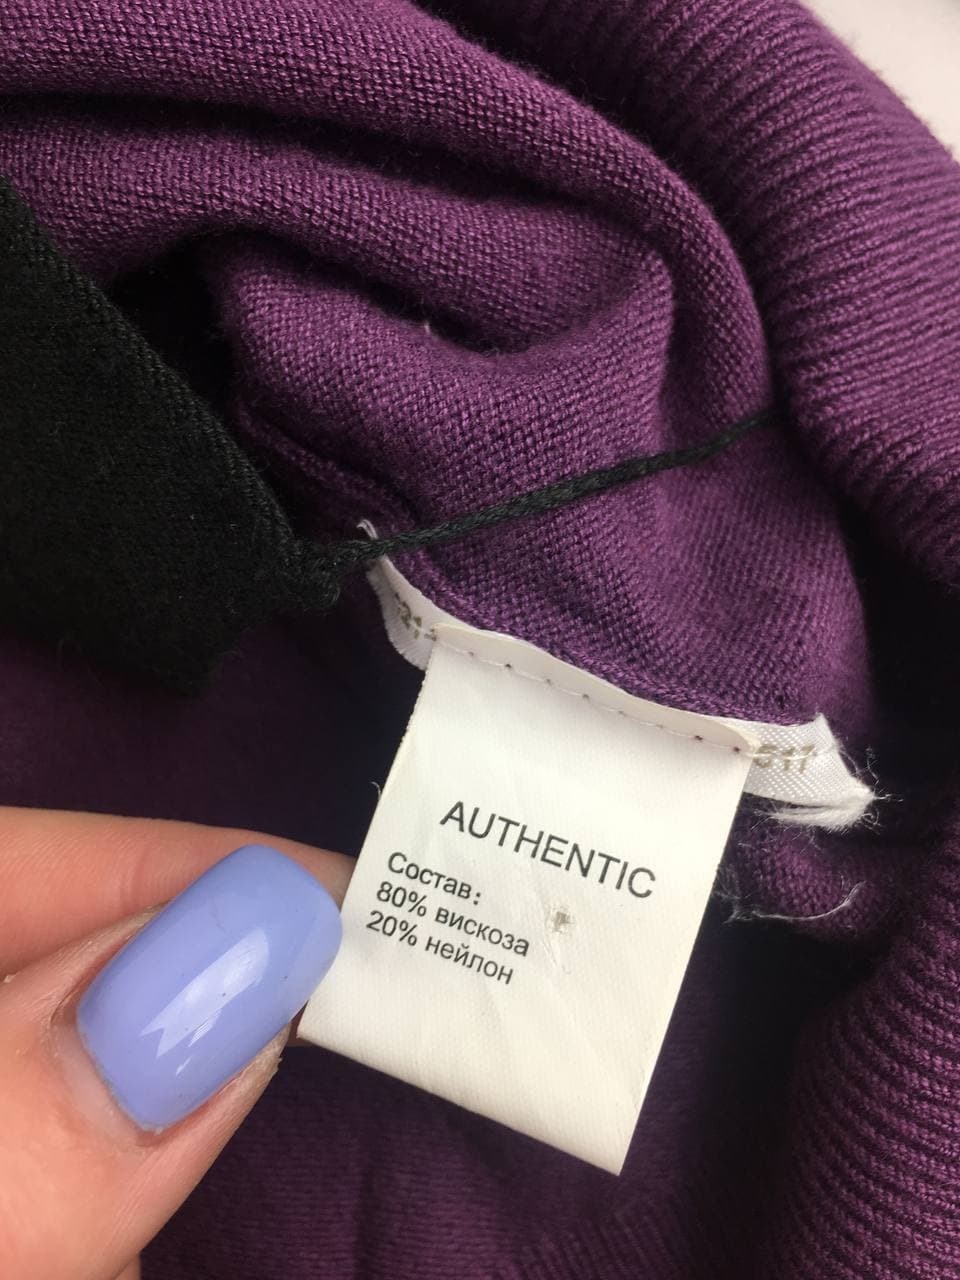 AUTHENTIC
Состав:
80% вискоза
20% нейлон